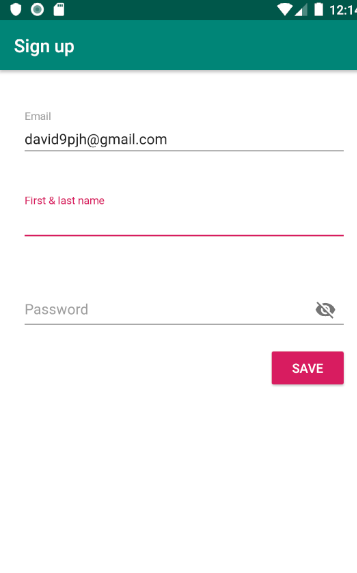 12:14
Sign up
Email
david9pjh@gmail.com
First & last name
Password
SAVE